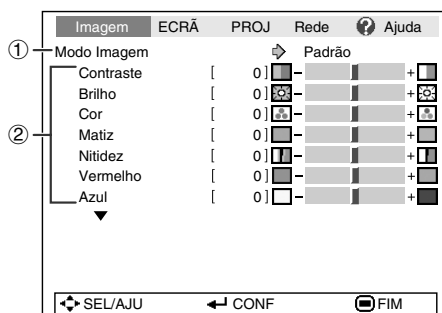 Imagem ECRÃ PROJ Rede ? Ajuda
① Modo Imagem Padrão
② Contraste [ 0 ] − +
Brilho [ 0 ] − +
Cor [ 0 ] − +
Matiz [ 0 ] − +
Nitidez [ 0 ] − +
Vermelho [ 0 ] − +
Azul [ 0 ] − +
SEL/AJU CONF FIM